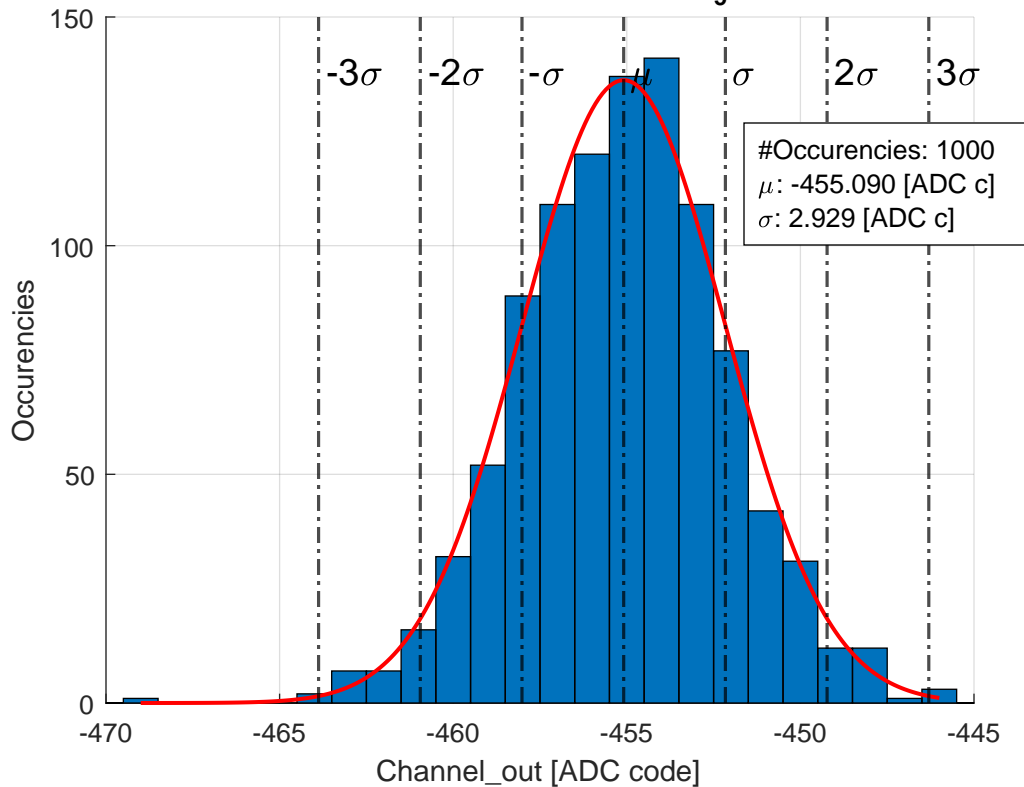 150
-3σ
-2σ
-σ
μ
σ
2σ
3σ
#Occurencies: 1000
μ: -455.090 [ADC c]
σ: 2.929 [ADC c]
100
50
0
Occurencies
-470
-465
-460
-455
-450
-445
Channel_out [ADC code]